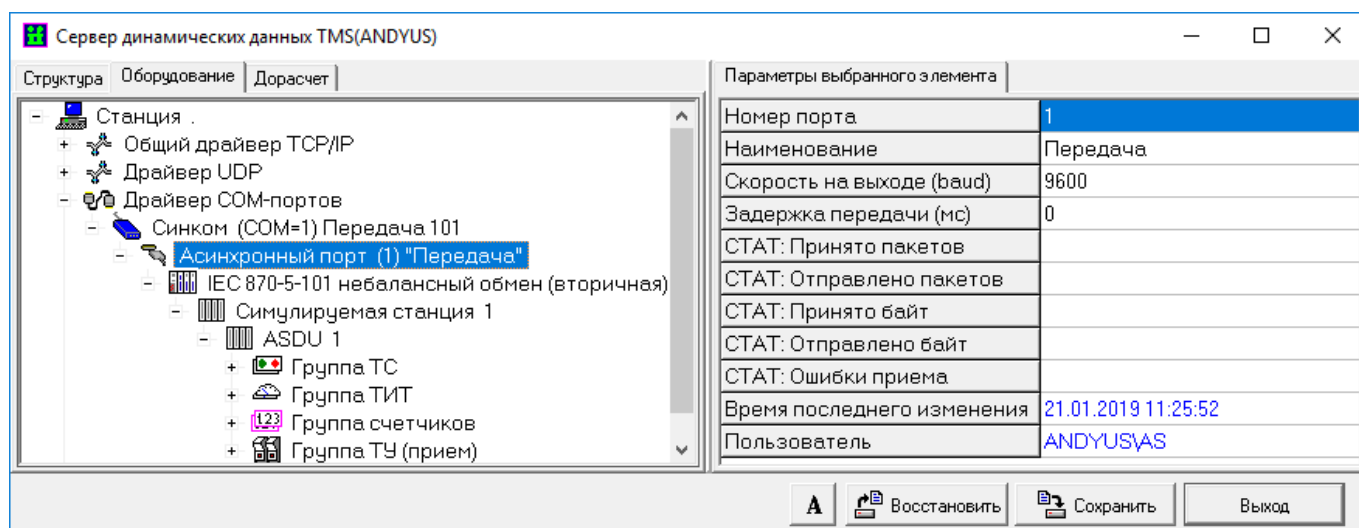 Сервер динамических данных TMS(ANDYUS)
Структура Оборудование Дорасчет
Станция .
Общий драйвер TCP/IP
Драйвер UDP
Драйвер COM-портов
Синком (COM=1) Передача 101
Асинхронный порт (1) "Передача"
IEC 870-5-101 небалансный обмен (вторичная)
Симулируемая станция 1
ASDU 1
Группа ТС
Группа ТИТ
123 Группа счетчиков
Группа ТУ (прием)
Параметры выбранного элемента
Номер порта 1
Наименование Передача
Скорость на выходе (baud) 9600
Задержка передачи (мс) 0
СТАТ: Принято пакетов
СТАТ: Отправлено пакетов
СТАТ: Принято байт
СТАТ: Отправлено байт
СТАТ: Ошибки приема
Время последнего изменения 21.01.2019 11:25:52
Пользователь ANDYUS\AS
A Восстановить Сохранить Выход